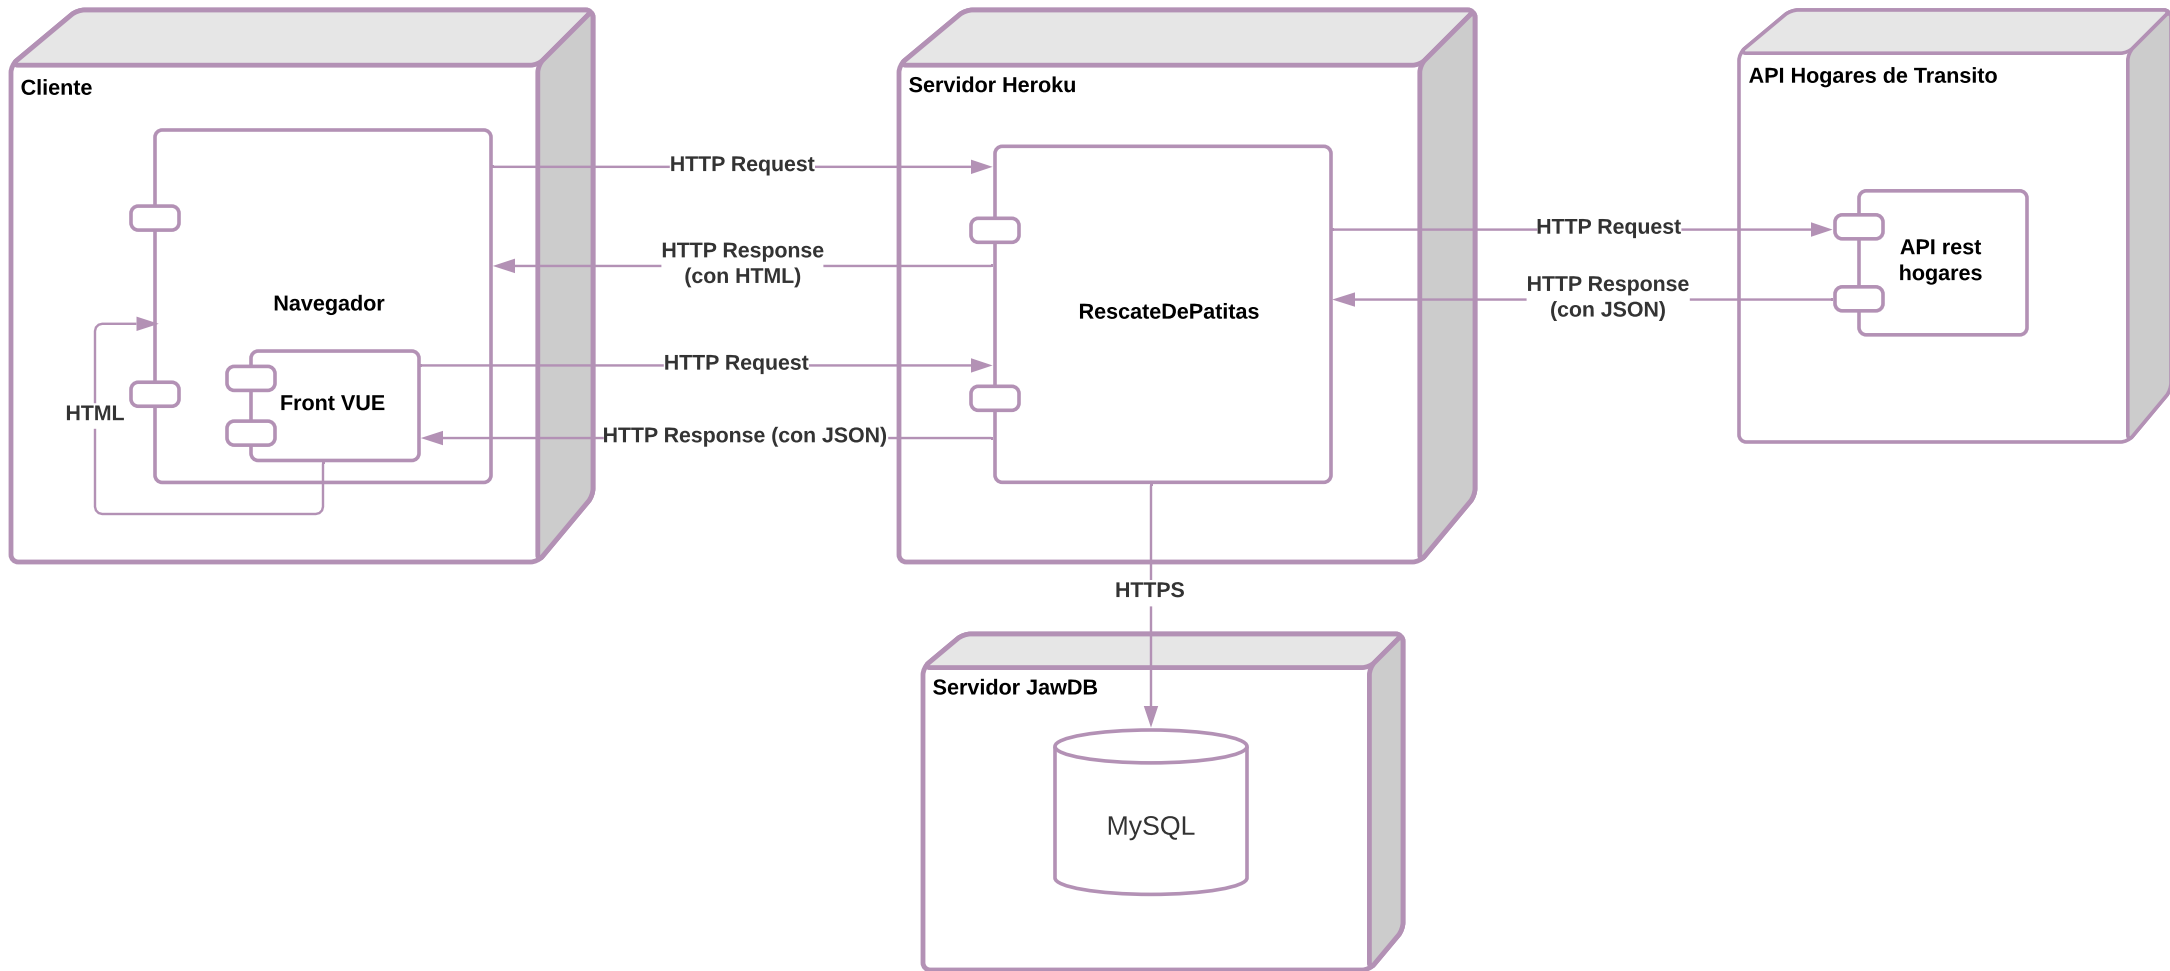 Cliente
Servidor Heroku
API Hogares de Transito
HTTP Request
HTTP Request
HTTP Response
(con HTML)
API rest
hogares
HTTP Response
(con JSON)
Navegador
RescateDePatitas
HTTP Request
Front VUE
HTML
HTTP Response (con JSON)
HTTPS
Servidor JawDB
MySQL